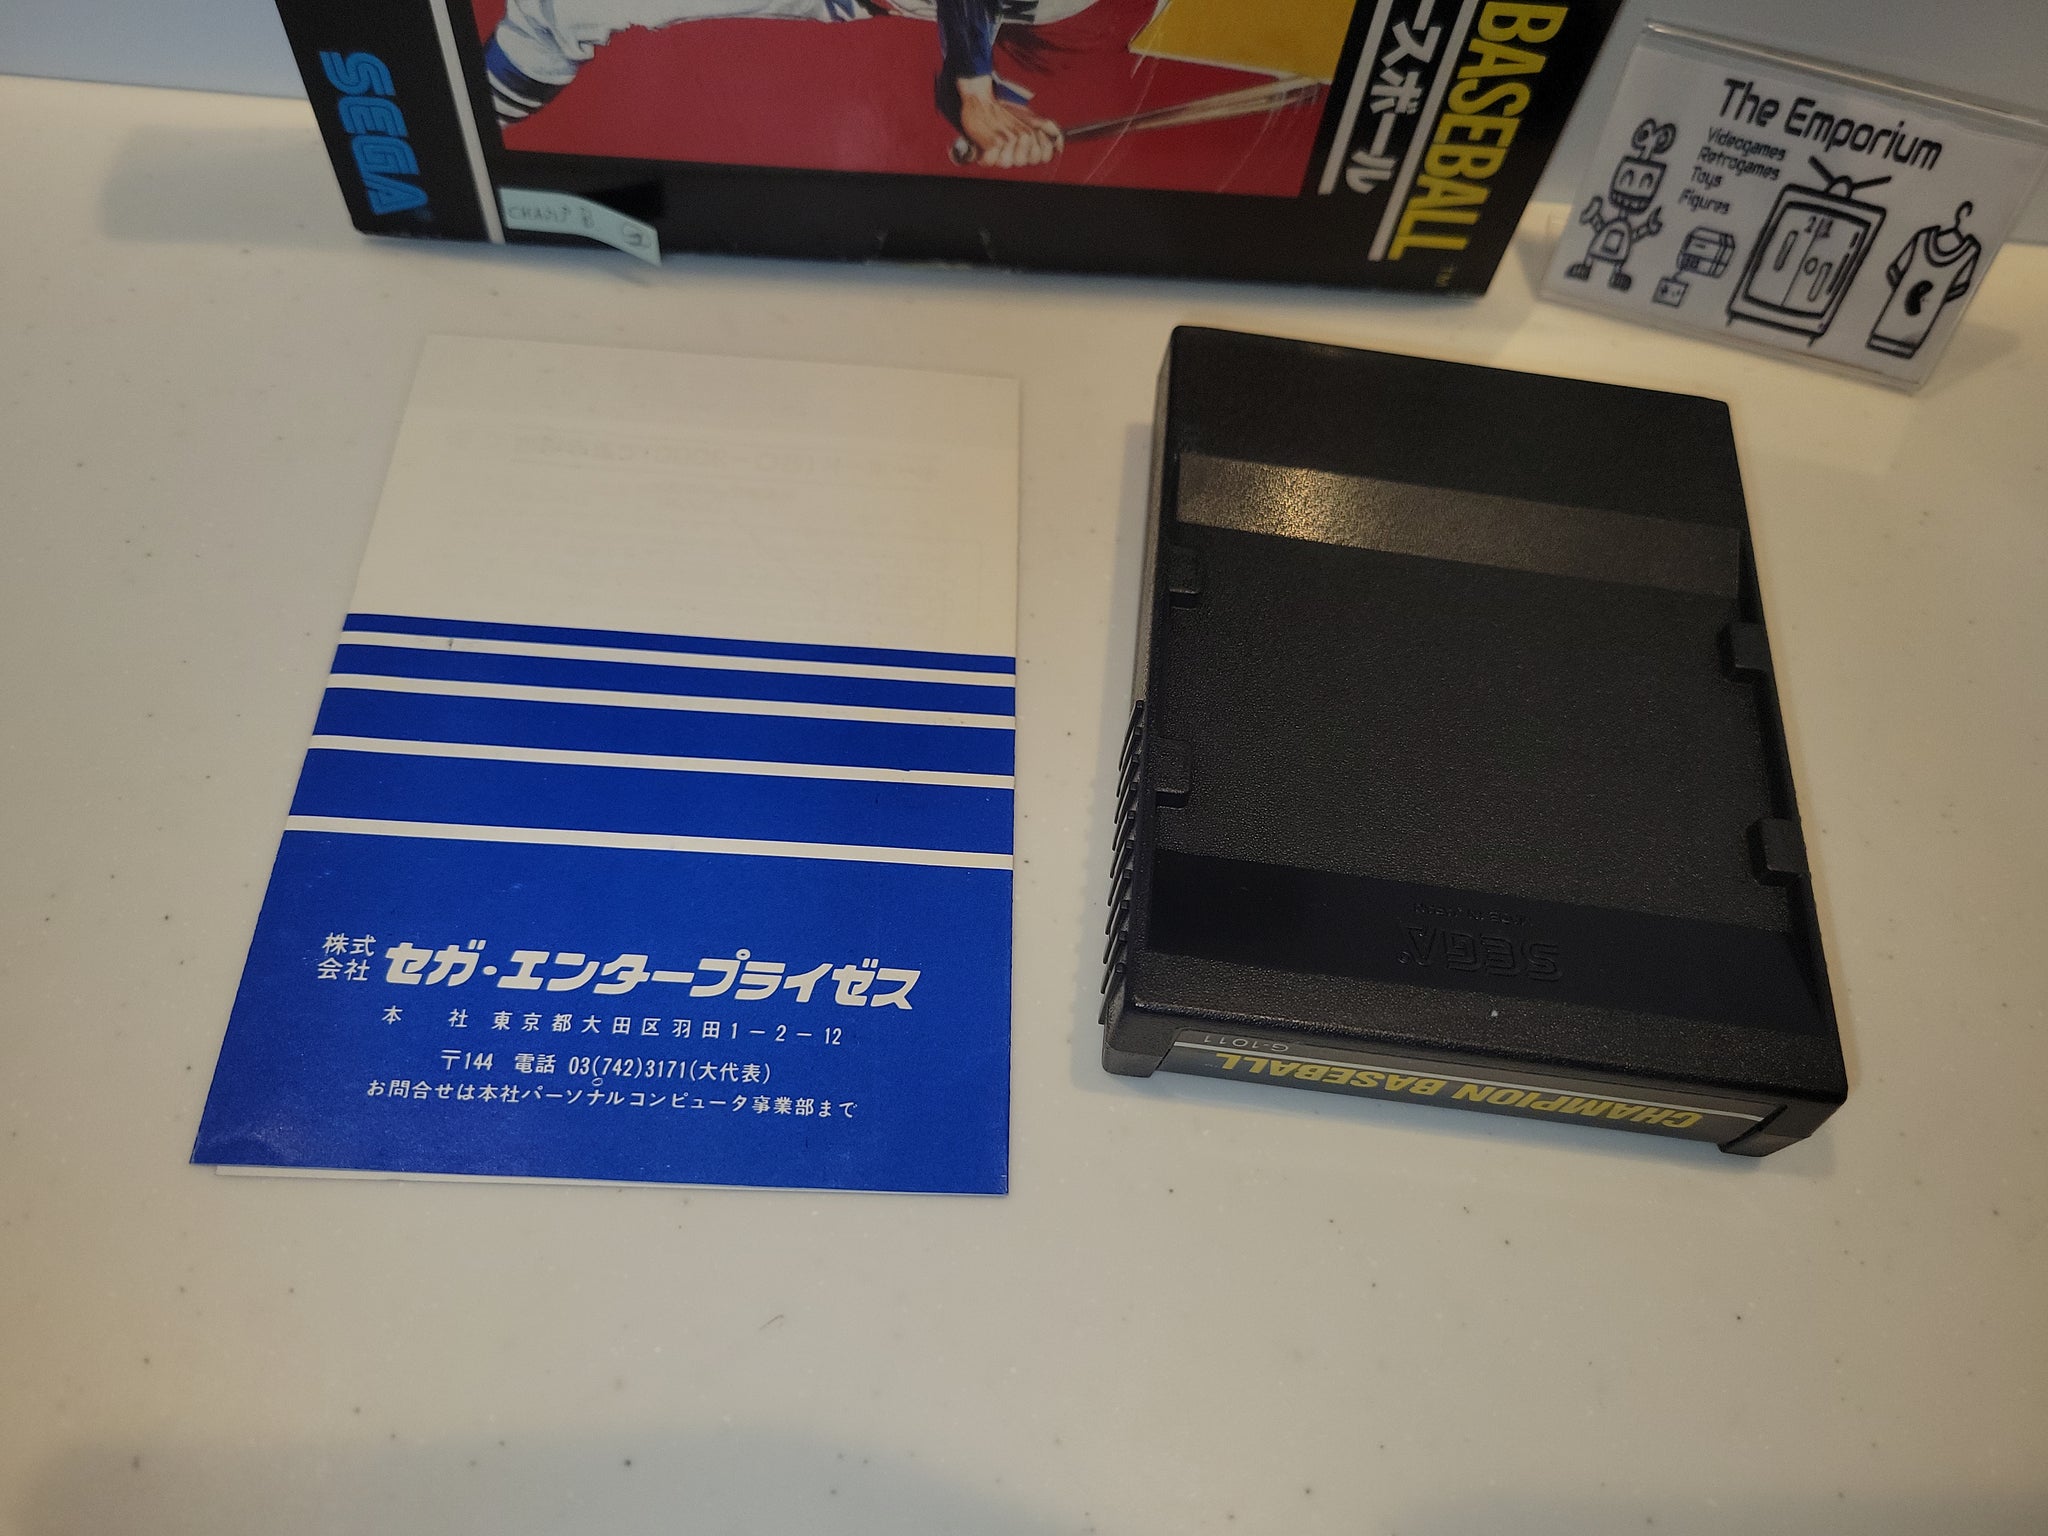 SEGA
BASEBALL™
ースボール
CHAMP B
The Emporium
Videogames
Retrogames
Toys
Figures
株式会社 セガ・エンタープライゼス
本 社 東京都大田区羽田1-2-12
〒144 電話 03(742)3171(大代表)
お問合せは本社パーソナルコンピュータ事業部まで
SEGA
MADE IN JAPAN
CHAMPION BASEBALL
G-1011